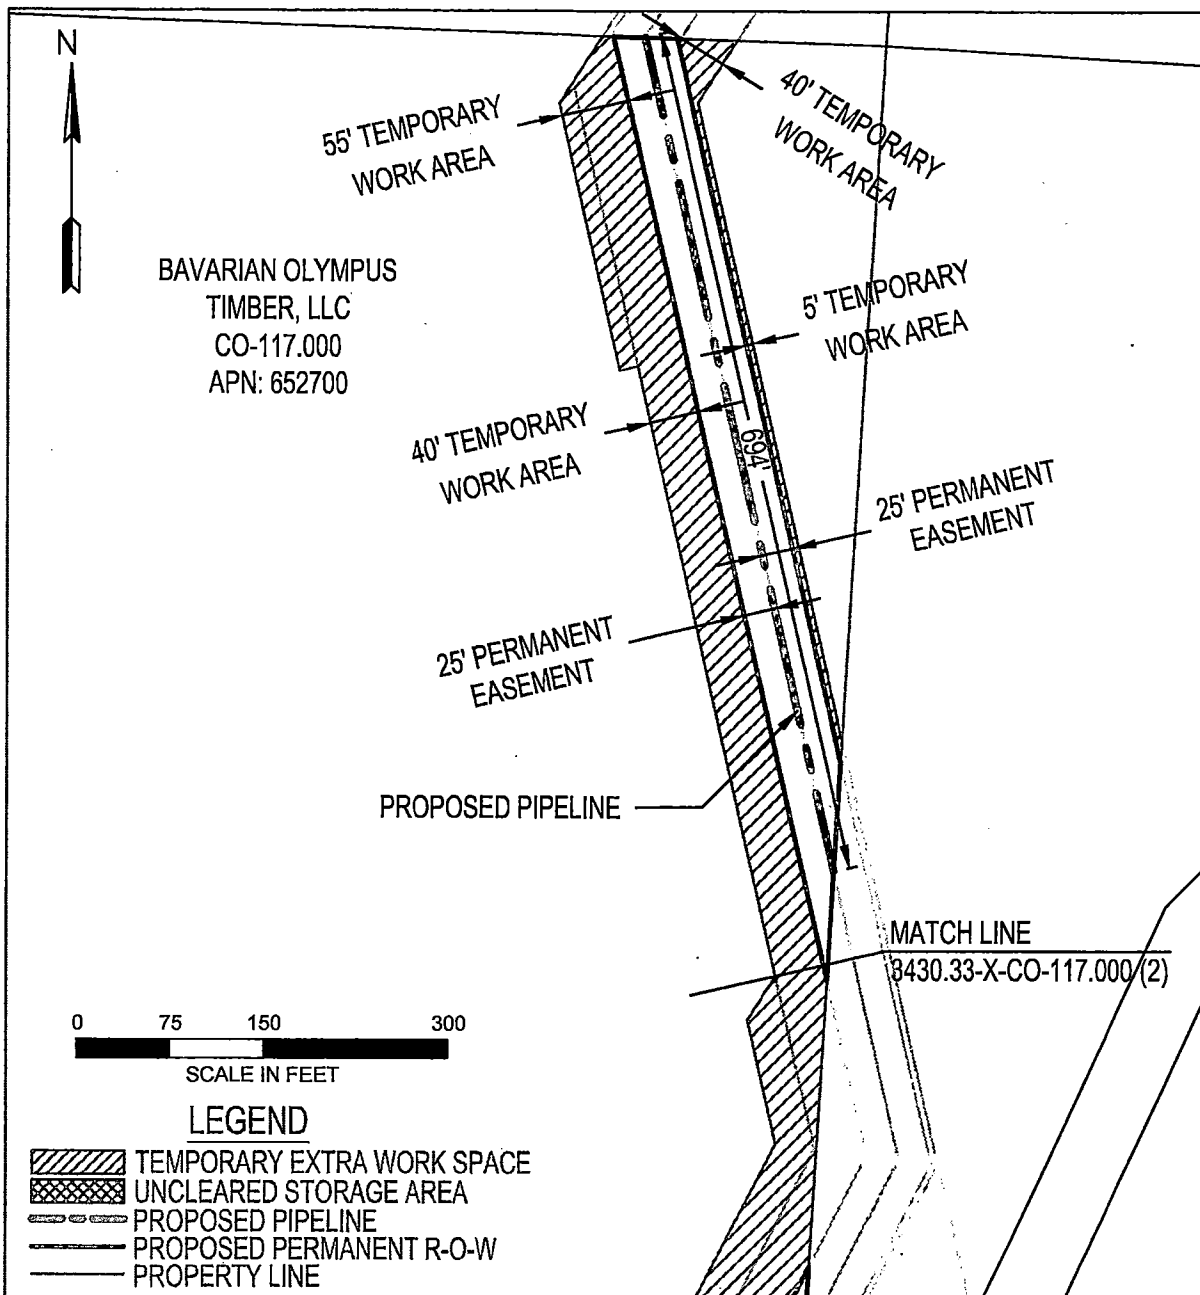 N
55' TEMPORARY
WORK AREA
40' TEMPORARY
WORK AREA
BAVARIAN OLYMPUS
TIMBER, LLC
CO-117.000
APN: 652700
5' TEMPORARY
WORK AREA
40' TEMPORARY
WORK AREA
694'
25' PERMANENT
EASEMENT
25' PERMANENT
EASEMENT
PROPOSED PIPELINE
MATCH LINE
3430.33-X-CO-117.000 (2)
0 75 150 300
SCALE IN FEET
LEGEND
TEMPORARY EXTRA WORK SPACE
UNCLEARED STORAGE AREA
PROPOSED PIPELINE
PROPOSED PERMANENT R-O-W
PROPERTY LINE